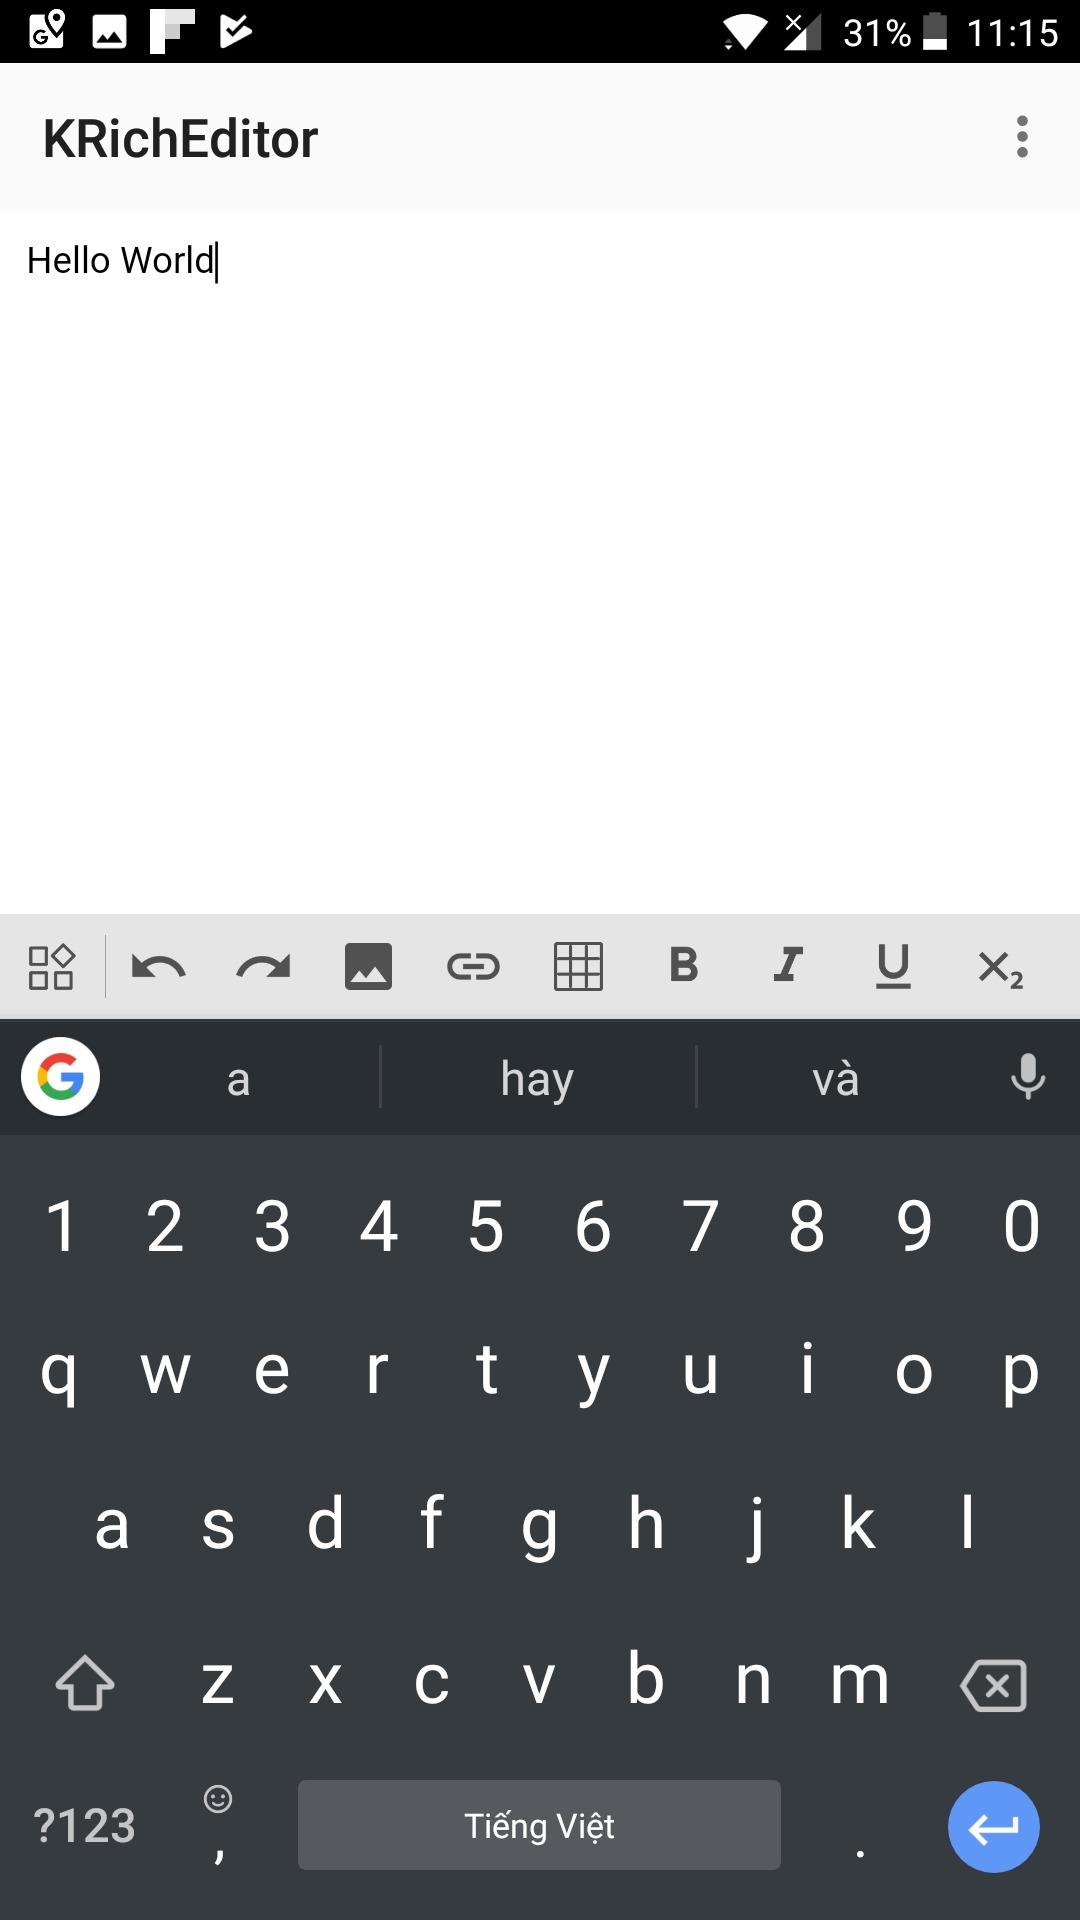 31% 11:15
KRichEditor
Hello World
B I U X₂
a hay và
1 2 3 4 5 6 7 8 9 0
q w e r t y u i o p
a s d f g h j k l
z x c v b n m
?123 , Tiếng Việt .